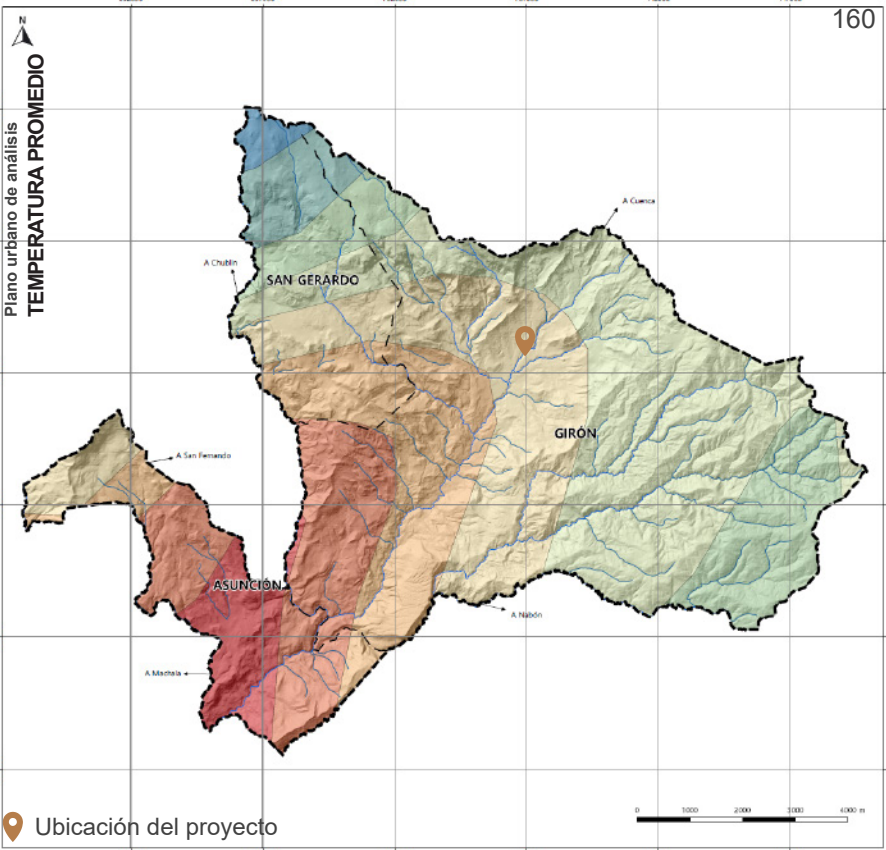 160
N
Plano urbano de análisis
TEMPERATURA PROMEDIO
A Cuenca
A Chublín
SAN GERARDO
GIRÓN
A San Fernando
ASUNCIÓN
A Nabón
A Machala
0 1000 2000 3000 4000 m
Ubicación del proyecto